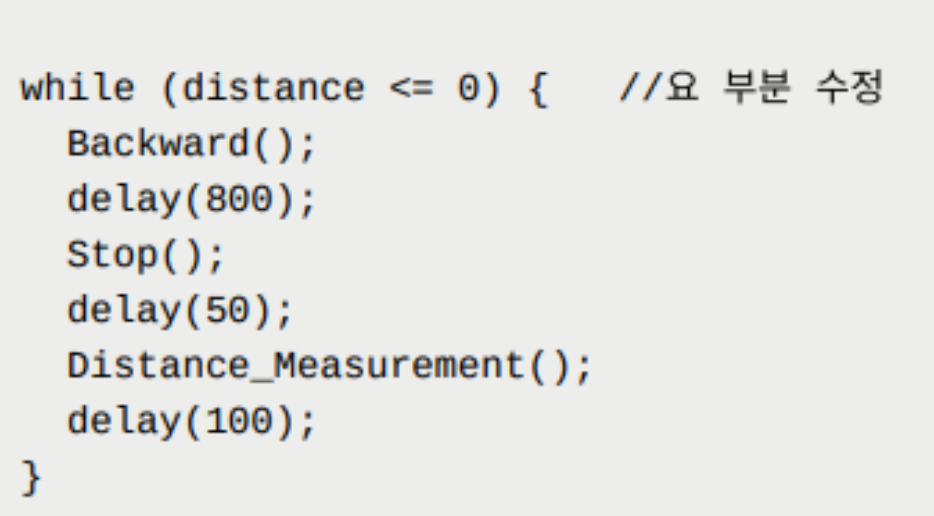 while (distance <= 0) {   //요 부분 수정
  Backward();
  delay(800);
  Stop();
  delay(50);
  Distance_Measurement();
  delay(100);
}